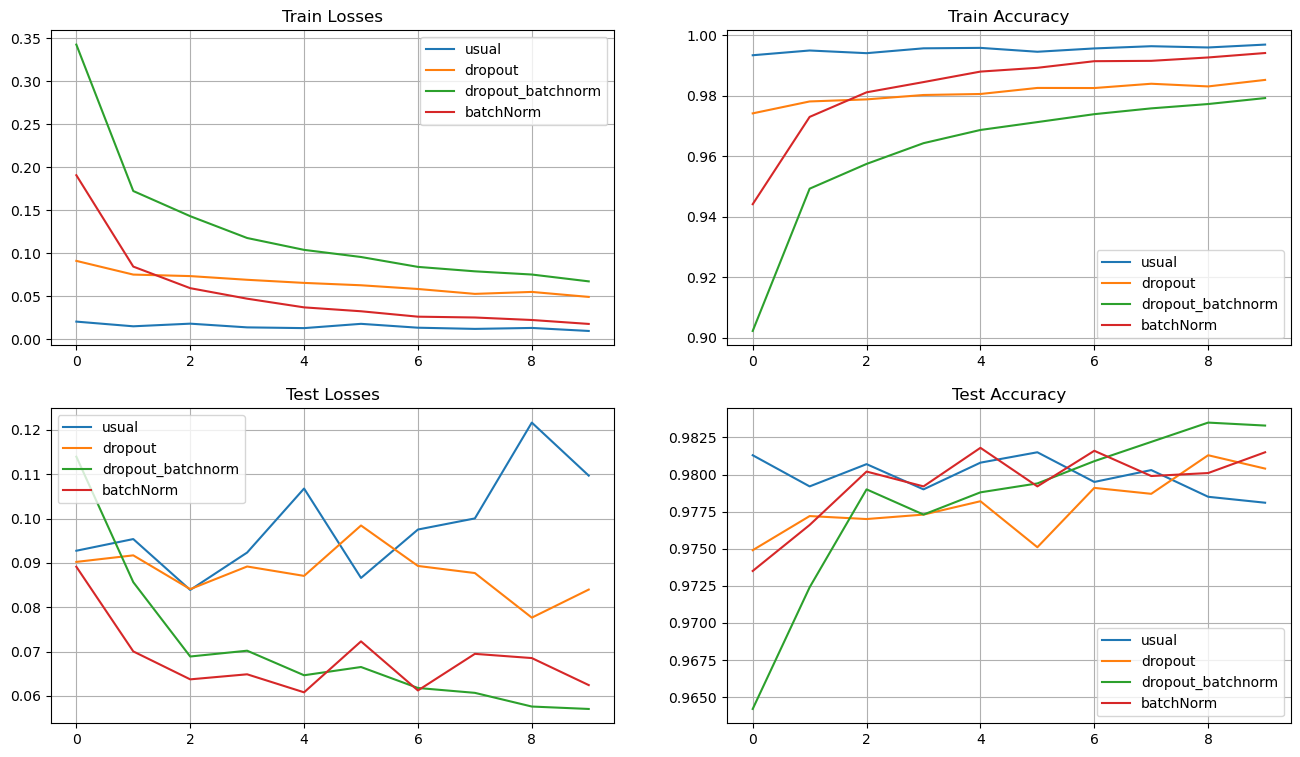 Train Losses
0.35
0.30
0.25
0.20
0.15
0.10
0.05
0.00
0 2 4 6 8
usual
dropout
dropout_batchnorm
batchNorm
Train Accuracy
1.00
0.98
0.96
0.94
0.92
0.90
0 2 4 6 8
usual
dropout
dropout_batchnorm
batchNorm
Test Losses
0.12
0.11
0.10
0.09
0.08
0.07
0.06
0 2 4 6 8
usual
dropout
dropout_batchnorm
batchNorm
Test Accuracy
0.9825
0.9800
0.9775
0.9750
0.9725
0.9700
0.9675
0.9650
0 2 4 6 8
usual
dropout
dropout_batchnorm
batchNorm